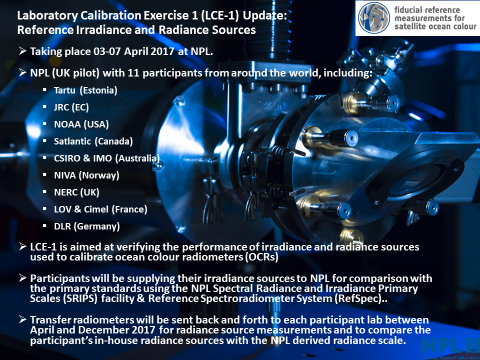 Laboratory Calibration Exercise 1 (LCE-1) Update:
Reference Irradiance and Radiance Sources
fiducial reference
measurements for
satellite ocean colour
➢ Taking place 03-07 April 2017 at NPL.
➢ NPL (UK pilot) with 11 participants from around the world, including:
▪ Tartu (Estonia)
▪ JRC (EC)
▪ NOAA (USA)
▪ Satlantic (Canada)
▪ CSIRO & IMO (Australia)
▪ NIVA (Norway)
▪ NERC (UK)
▪ LOV & Cimel (France)
▪ DLR (Germany)
➢ LCE-1 is aimed at verifying the performance of irradiance and radiance sources
used to calibrate ocean colour radiometers (OCRs)
➢ Participants will be supplying their irradiance sources to NPL for comparison with
the primary standards using the NPL Spectral Radiance and Irradiance Primary
Scales (SRIPS) facility & Reference Spectroradiometer System (RefSpec)..
➢ Transfer radiometers will be sent back and forth to each participant lab between
April and December 2017 for radiance source measurements and to compare the
participant's in-house radiance sources with the NPL derived radiance scale.
NPL